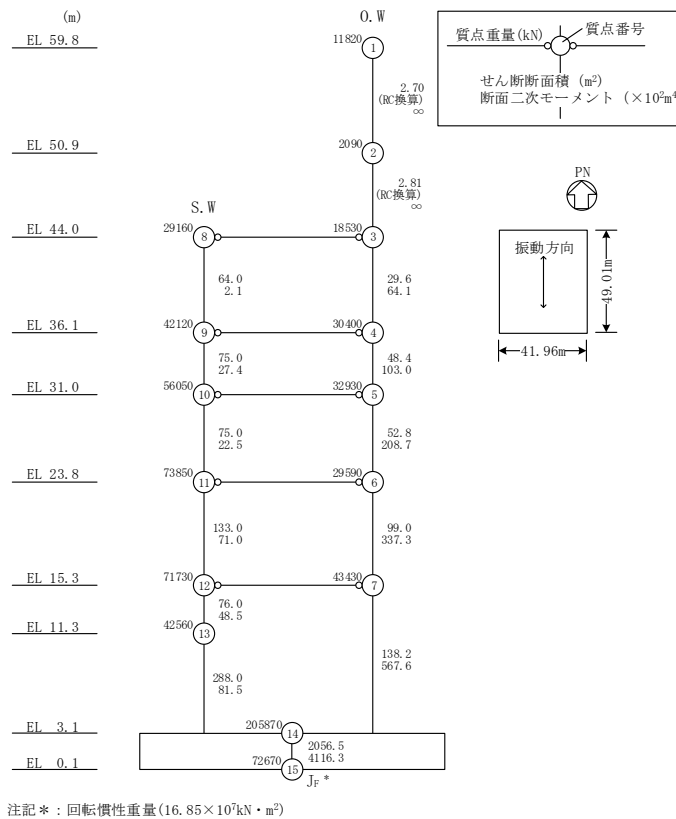 (m)
O.W
EL 59.8
11820
1
2.70
(RC換算)
∞
EL 50.9
2090
2
2.81
(RC換算)
∞
S.W
EL 44.0
29160
8
18530
3
64.0
2.1
29.6
64.1
EL 36.1
42120
9
30400
4
75.0
27.4
48.4
103.0
EL 31.0
56050
10
32930
5
75.0
22.5
52.8
208.7
EL 23.8
73850
11
29590
6
133.0
71.0
99.0
337.3
EL 15.3
71730
12
43430
7
76.0
48.5
EL 11.3
42560
13
288.0
81.5
138.2
567.6
EL 3.1
205870
14
2056.5
4116.3
EL 0.1
72670
15
J_F *
質点重量(kN)
質点番号
せん断断面積 (m²)
断面二次モーメント (×10²m⁴
PN
振動方向
49.01m
41.96m
注記＊：回転慣性重量(16.85×10⁷kN・m²)